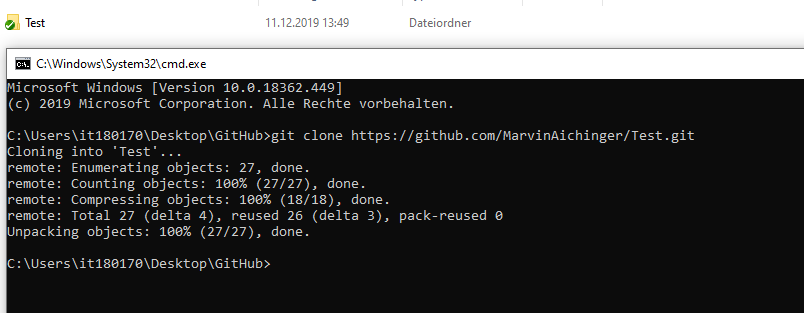 Test 11.12.2019 13:49 Dateiordner
C:\Windows\System32\cmd.exe
Microsoft Windows [Version 10.0.18362.449]
(c) 2019 Microsoft Corporation. Alle Rechte vorbehalten.
C:\Users\it180170\Desktop\GitHub>git clone https://github.com/MarvinAichinger/Test.git
Cloning into 'Test'...
remote: Enumerating objects: 27, done.
remote: Counting objects: 100% (27/27), done.
remote: Compressing objects: 100% (18/18), done.
remote: Total 27 (delta 4), reused 26 (delta 3), pack-reused 0
Unpacking objects: 100% (27/27), done.
C:\Users\it180170\Desktop\GitHub>